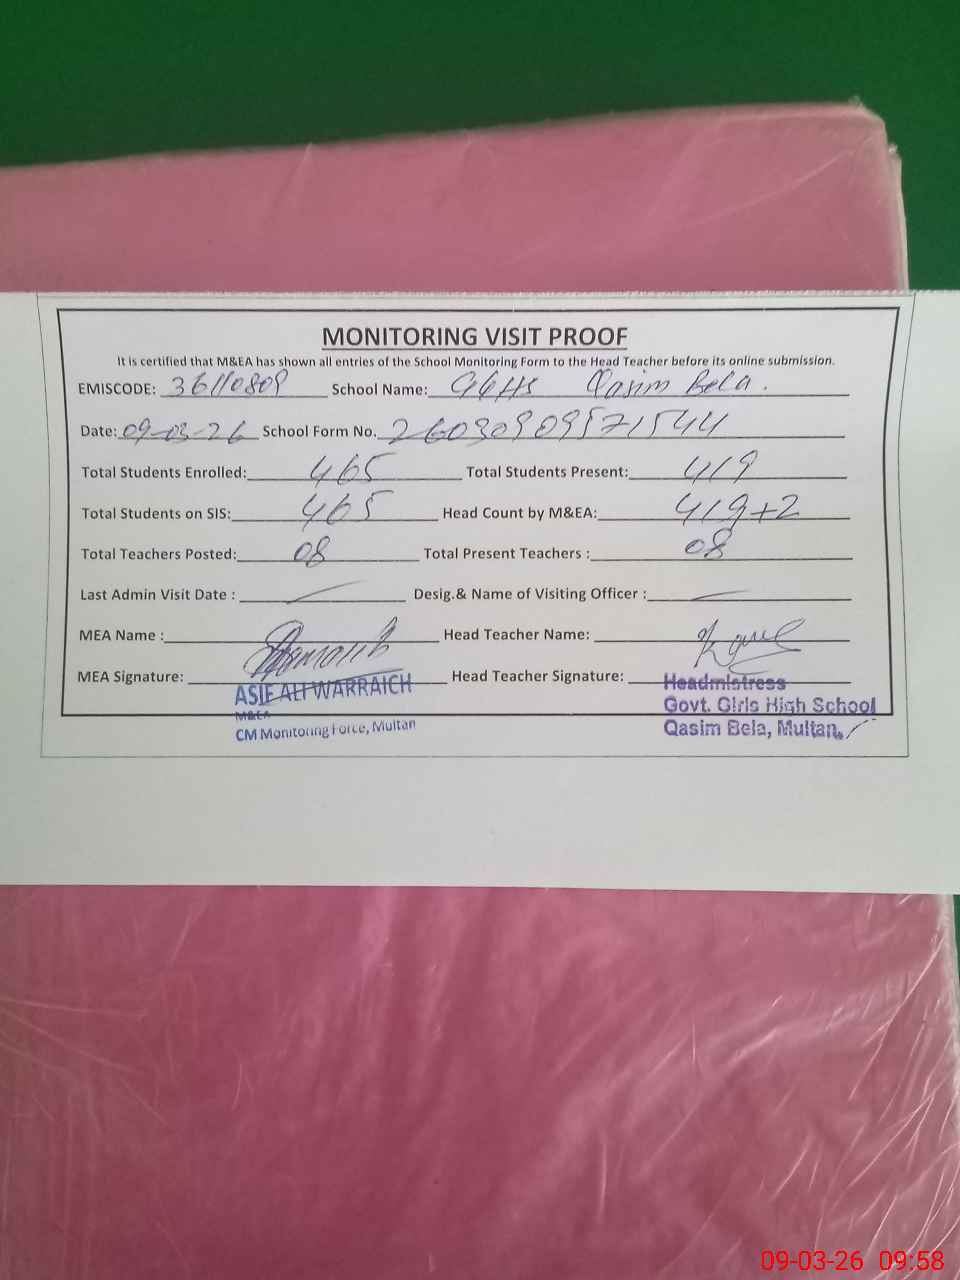 MONITORING VISIT PROOF
It is certified that M&EA has shown all entries of the School Monitoring Form to the Head Teacher before its online submission.
EMISCODE: 36110809 School Name: GGHS Qasim Bela.
Date: 09-03-26 School Form No. 26030909571544
Total Students Enrolled: 465 Total Students Present: 419
Total Students on SIS: 465 Head Count by M&EA: 419+2
Total Teachers Posted: 08 Total Present Teachers : 08
Last Admin Visit Date : Desig.& Name of Visiting Officer :
MEA Name : Head Teacher Name:
MEA Signature: Head Teacher Signature:
ASIF ALI WARRAICH
M&EA
CM Monitoring Force, Multan
Headmistress
Govt. Girls High School
Qasim Bela, Multan.
09-03-26 09:58